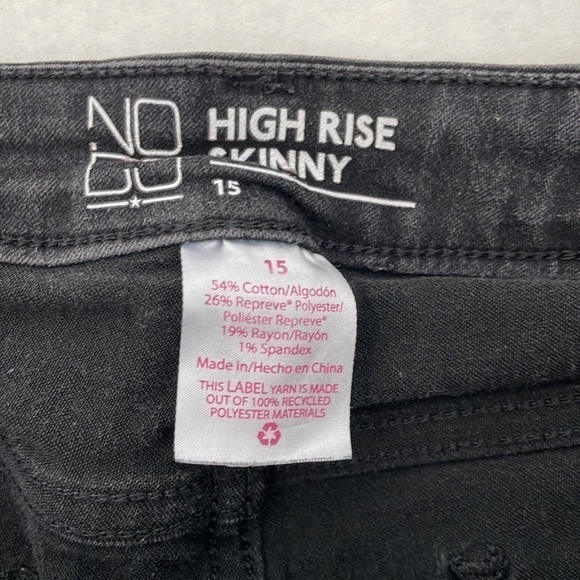 NO
BO
HIGH RISE
SKINNY
15
15
54% Cotton/Algodón
26% Repreve® Polyester/
Poliéster Repreve®
19% Rayon/Rayón
1% Spandex
Made in/Hecho en China
THIS LABEL YARN IS MADE
OUT OF 100% RECYCLED
POLYESTER MATERIALS